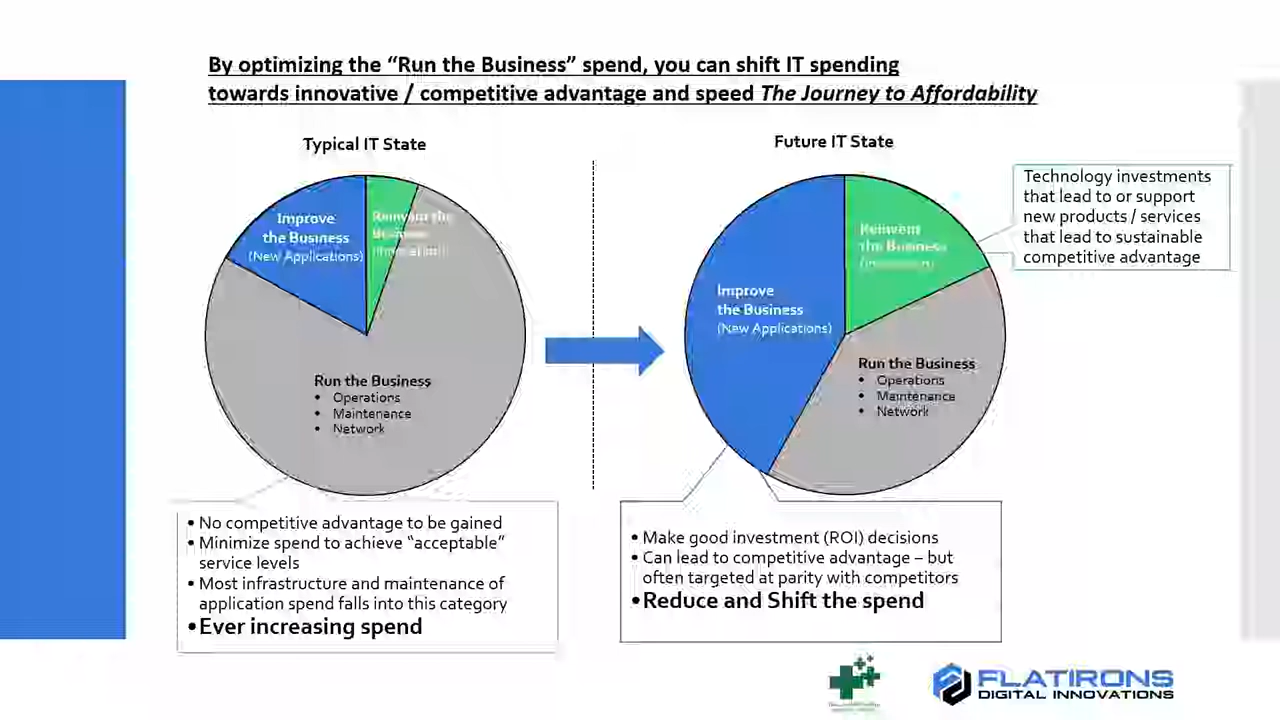 By optimizing the “Run the Business” spend, you can shift IT spending
towards innovative / competitive advantage and speed The Journey to Affordability
Typical IT State
Improve
the Business
(New Applications)
Reinvent the
Business
Run the Business
• Operations
• Maintenance
• Network
• No competitive advantage to be gained
• Minimize spend to achieve “acceptable”
service levels
• Most infrastructure and maintenance of
application spend falls into this category
• Ever increasing spend
Future IT State
Improve
the Business
(New Applications)
Reinvent
the Business
Run the Business
• Operations
• Maintenance
• Network
Technology investments
that lead to or support
new products / services
that lead to sustainable
competitive advantage
• Make good investment (ROI) decisions
• Can lead to competitive advantage – but
often targeted at parity with competitors
• Reduce and Shift the spend
FLATIRONS
DIGITAL INNOVATIONS